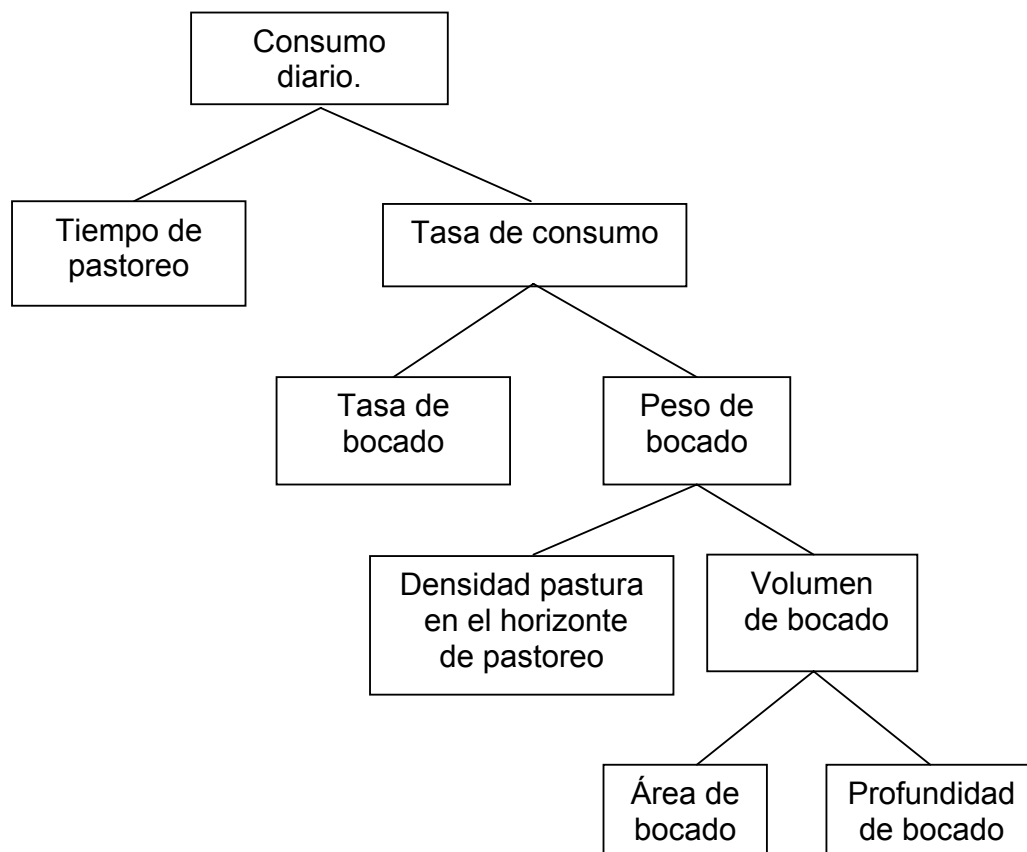 Consumo
diario.
Tiempo de
pastoreo
Tasa de consumo
Tasa de
bocado
Peso de
bocado
Densidad pastura
en el horizonte
de pastoreo
Volumen
de bocado
Área de
bocado
Profundidad
de bocado